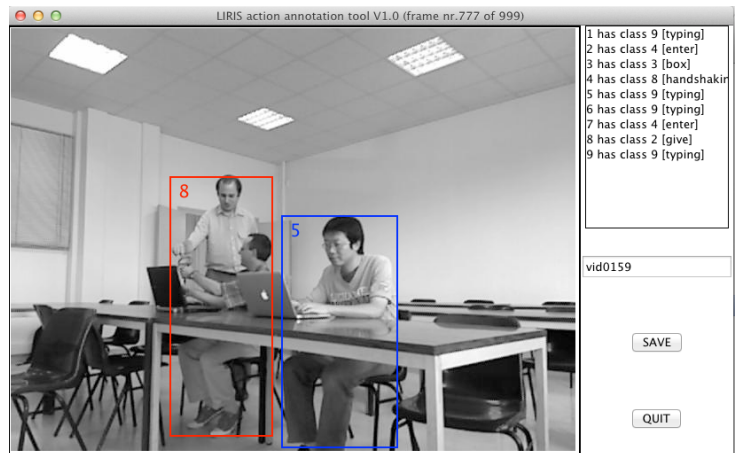 LIRIS action annotation tool V1.0 (frame nr.777 of 999)
8
5
1 has class 9 [typing]
2 has class 4 [enter]
3 has class 3 [box]
4 has class 8 [handshakin
5 has class 9 [typing]
6 has class 9 [typing]
7 has class 4 [enter]
8 has class 2 [give]
9 has class 9 [typing]
vid0159
SAVE
QUIT